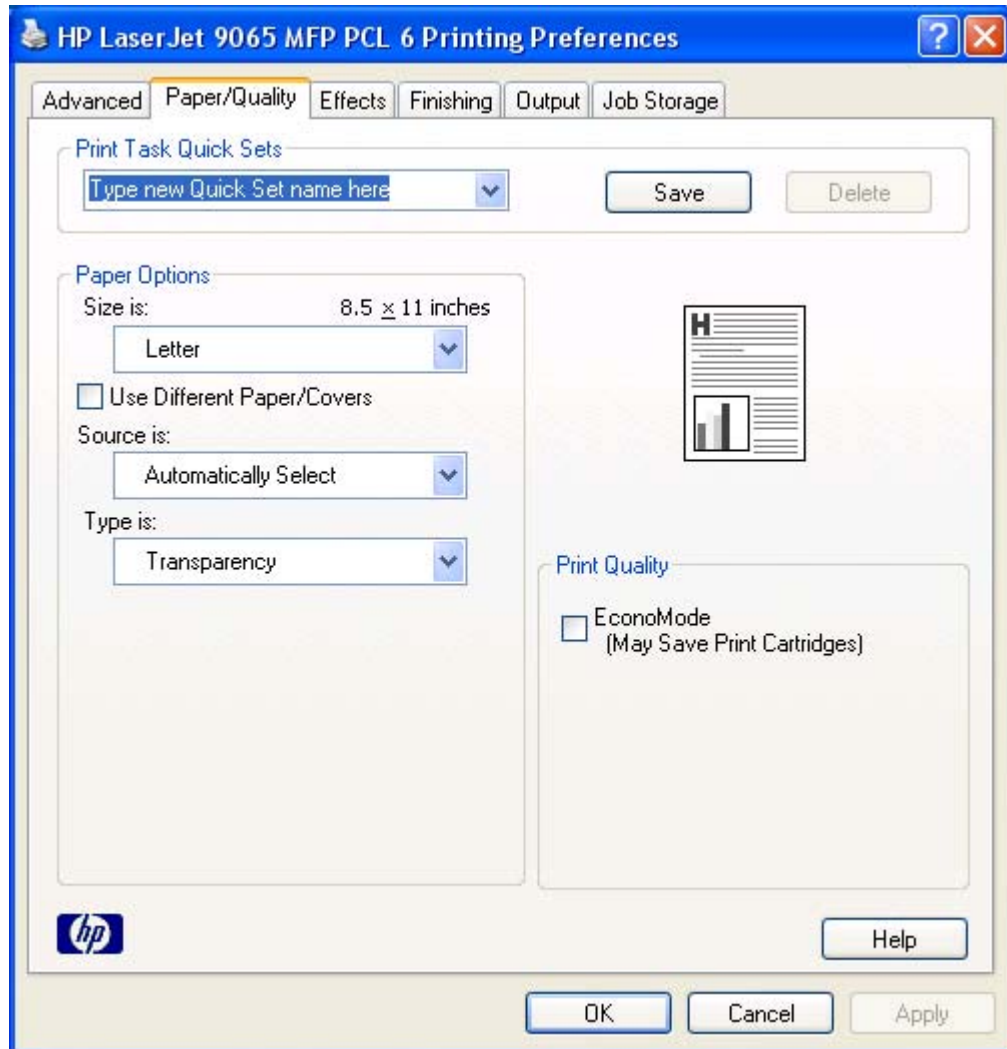 HP LaserJet 9065 MFP PCL 6 Printing Preferences
Advanced Paper/Quality Effects Finishing Output Job Storage
Print Task Quick Sets
Type new Quick Set name here Save Delete
Paper Options
Size is: 8.5 × 11 inches
Letter
H
Use Different Paper/Covers
Source is:
Automatically Select
Type is:
Transparency
Print Quality
EconoMode
(May Save Print Cartridges)
hp
Help
OK Cancel Apply